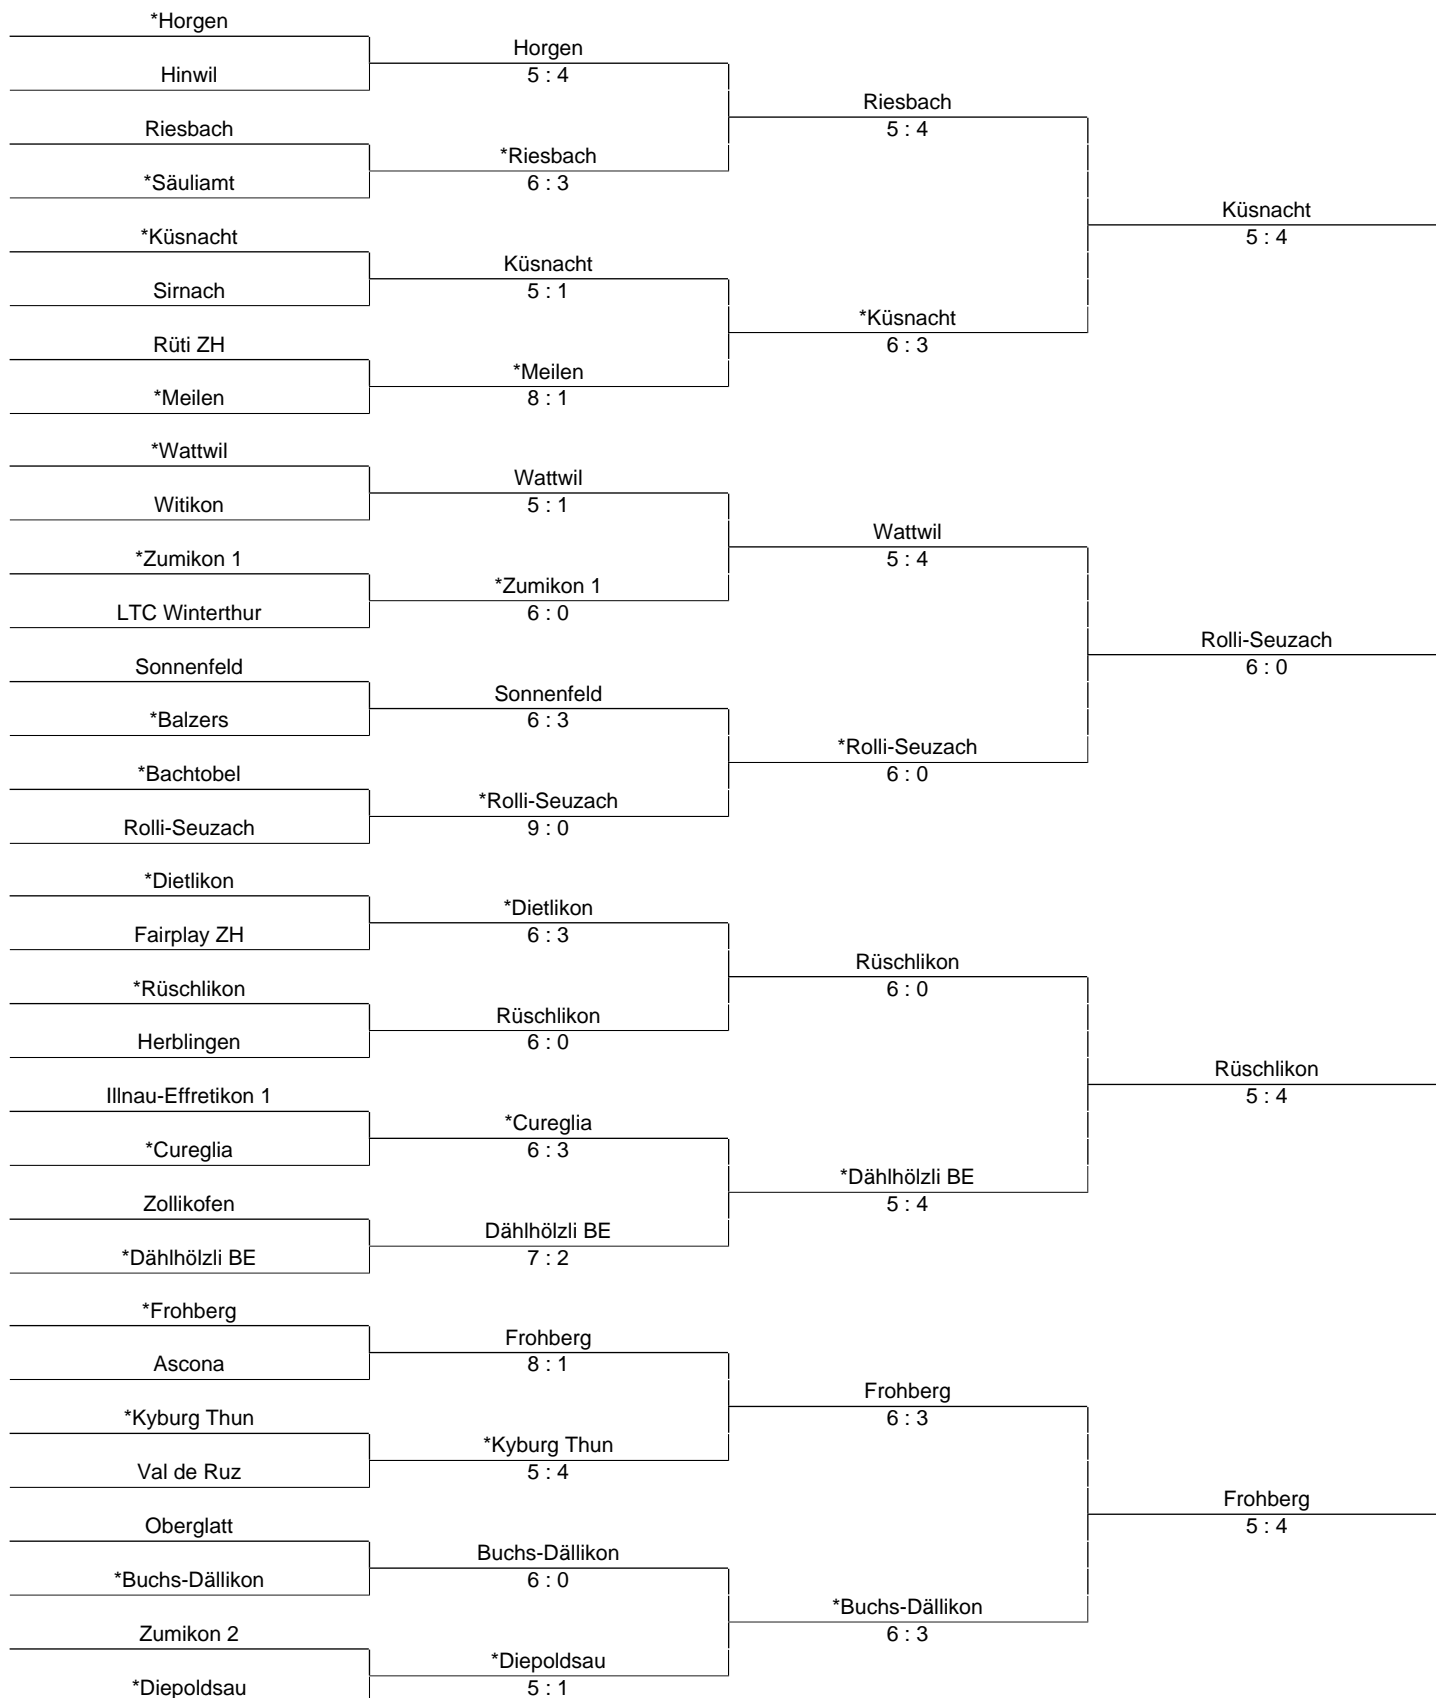 *Horgen
Hinwil
Riesbach
*Säuliamt
*Küsnacht
Sirnach
Rüti ZH
*Meilen
*Wattwil
Witikon
*Zumikon 1
LTC Winterthur
Sonnenfeld
*Balzers
*Bachtobel
Rolli-Seuzach
*Dietlikon
Fairplay ZH
*Rüschlikon
Herblingen
Illnau-Effretikon 1
*Cureglia
Zollikofen
*Dählhölzli BE
*Frohberg
Ascona
*Kyburg Thun
Val de Ruz
Oberglatt
*Buchs-Dällikon
Zumikon 2
*Diepoldsau
Horgen
5 : 4
*Riesbach
6 : 3
Küsnacht
5 : 1
*Meilen
8 : 1
Wattwil
5 : 1
*Zumikon 1
6 : 0
Sonnenfeld
6 : 3
*Rolli-Seuzach
9 : 0
*Dietlikon
6 : 3
Rüschlikon
6 : 0
*Cureglia
6 : 3
Dählhölzli BE
7 : 2
Frohberg
8 : 1
*Kyburg Thun
5 : 4
Buchs-Dällikon
6 : 0
*Diepoldsau
5 : 1
Riesbach
5 : 4
*Küsnacht
6 : 3
Wattwil
5 : 4
*Rolli-Seuzach
6 : 0
Rüschlikon
6 : 0
*Dählhölzli BE
5 : 4
Frohberg
6 : 3
*Buchs-Dällikon
6 : 3
Küsnacht
5 : 4
Rolli-Seuzach
6 : 0
Rüschlikon
5 : 4
Frohberg
5 : 4